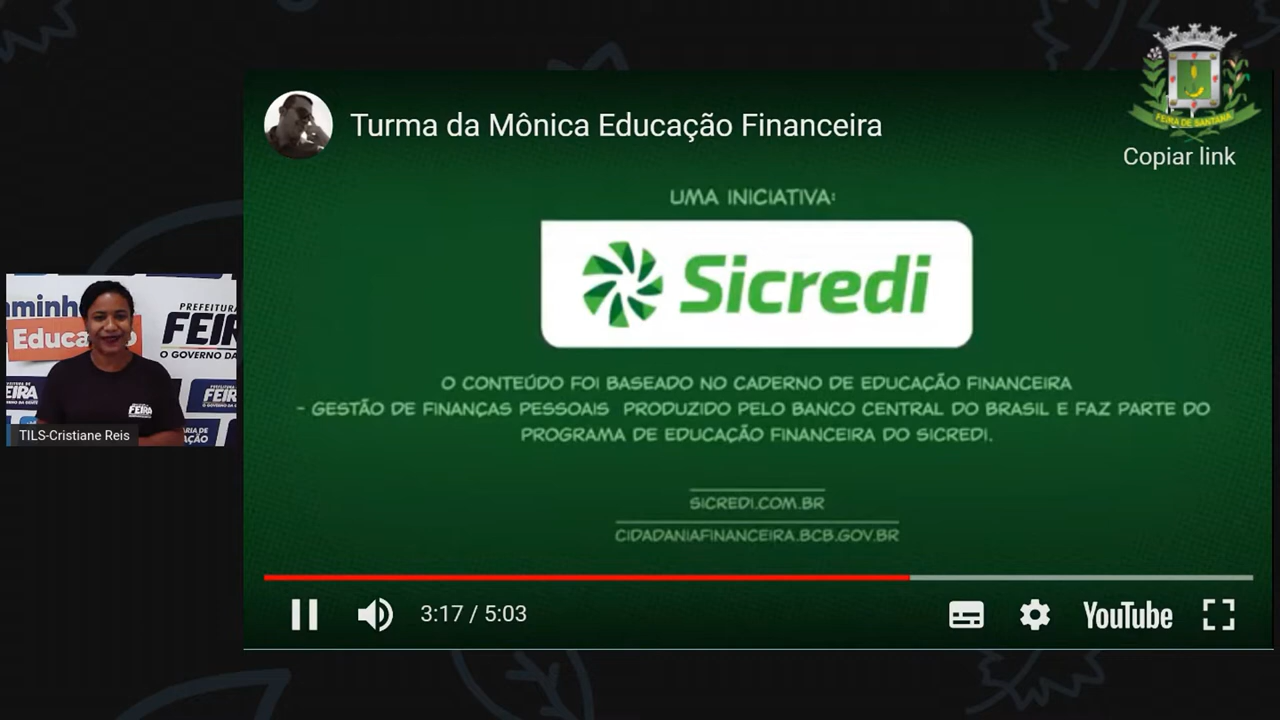 FEIRA DE SANTANA
Turma da Mônica Educação Financeira
Copiar link
UMA INICIATIVA:
Sicredi
O CONTEÚDO FOI BASEADO NO CADERNO DE EDUCAÇÃO FINANCEIRA
- GESTÃO DE FINANÇAS PESSOAIS PRODUZIDO PELO BANCO CENTRAL DO BRASIL E FAZ PARTE DO
PROGRAMA DE EDUCAÇÃO FINANCEIRA DO SICREDI.
SICREDI.COM.BR
CIDADANIAFINANCEIRA.BCB.GOV.BR
3:17 / 5:03
YouTube
aminh
Educa
o
PREFEITURA
FEIR
O GOVERNO DA
EIRA
FEIRA
FEIR
TILS-Cristiane Reis